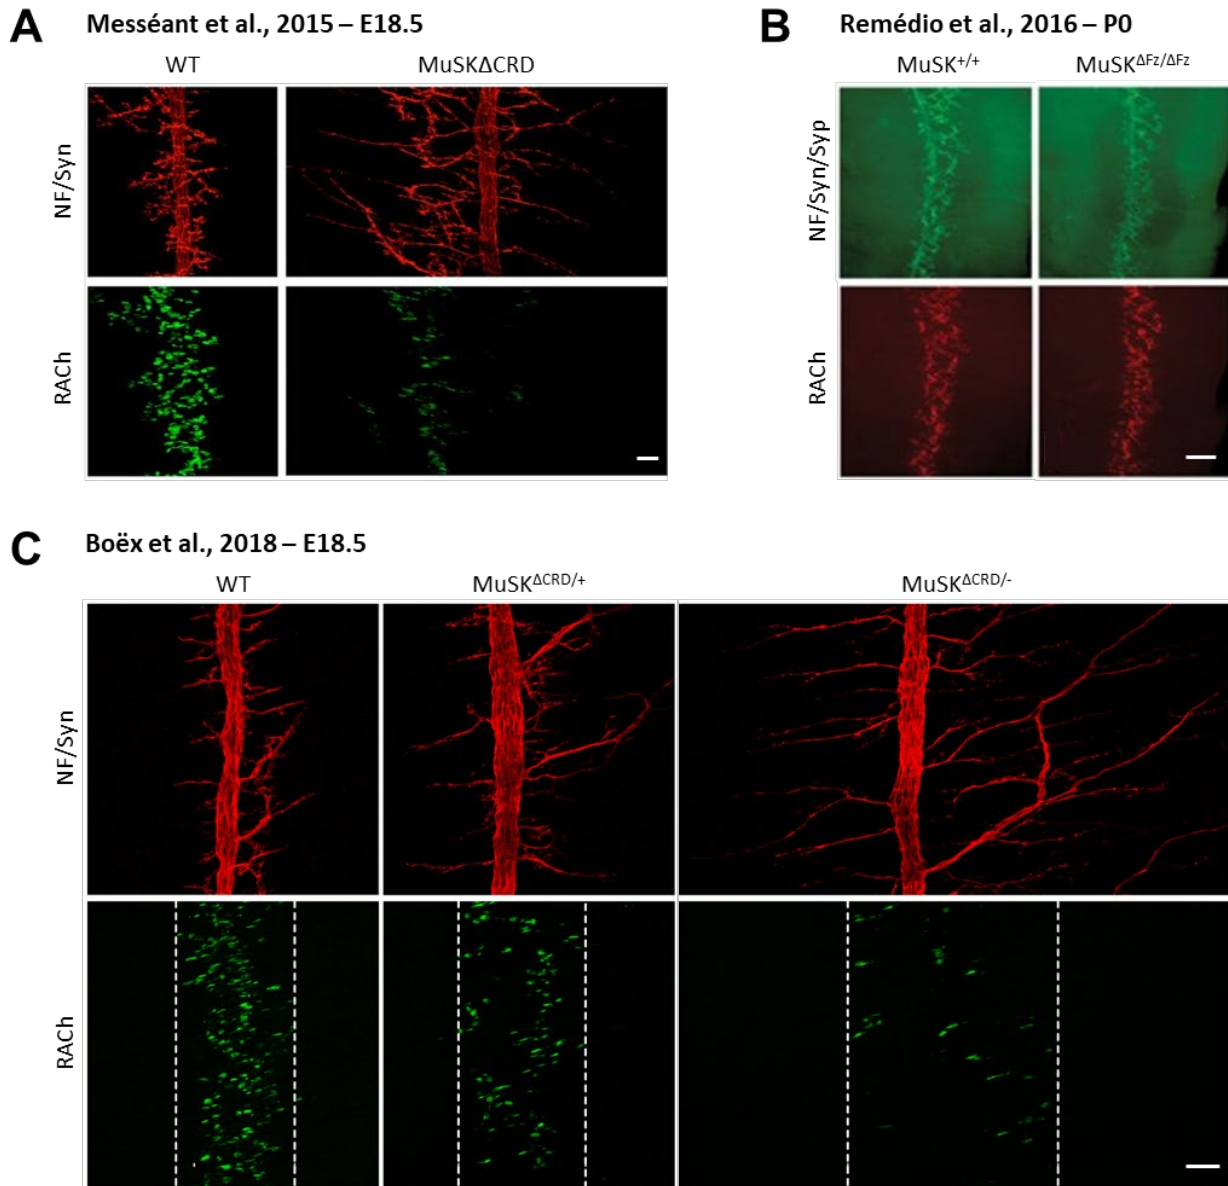 A Messéant et al., 2015 – E18.5
WT MuSKΔCRD
NF/Syn
RACh
B Remédio et al., 2016 – P0
MuSK+/+ MuSKΔFz/ΔFz
NF/Syn/Syp
RACh
C Boëx et al., 2018 – E18.5
WT MuSKΔCRD/+ MuSKΔCRD/-
NF/Syn
RACh